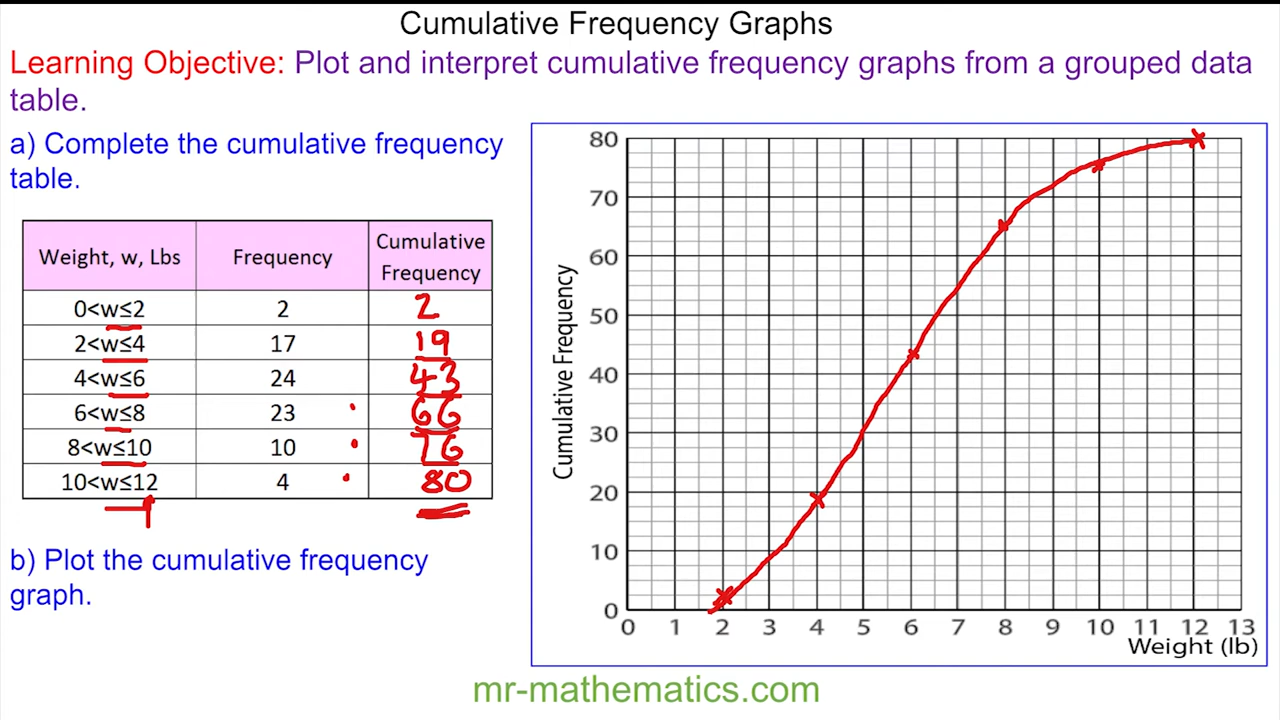 Cumulative Frequency Graphs
Learning Objective: Plot and interpret cumulative frequency graphs from a grouped data
table.
a) Complete the cumulative frequency
table.
Weight, w, Lbs Frequency Cumulative Frequency
0<w≤2 2 2
2<w≤4 17 19
4<w≤6 24 43
6<w≤8 23 66
8<w≤10 10 76
10<w≤12 4 80
b) Plot the cumulative frequency
graph.
Cumulative Frequency
80
70
60
50
40
30
20
10
0
0 1 2 3 4 5 6 7 8 9 10 11 12 13
Weight (lb)
mr-mathematics.com